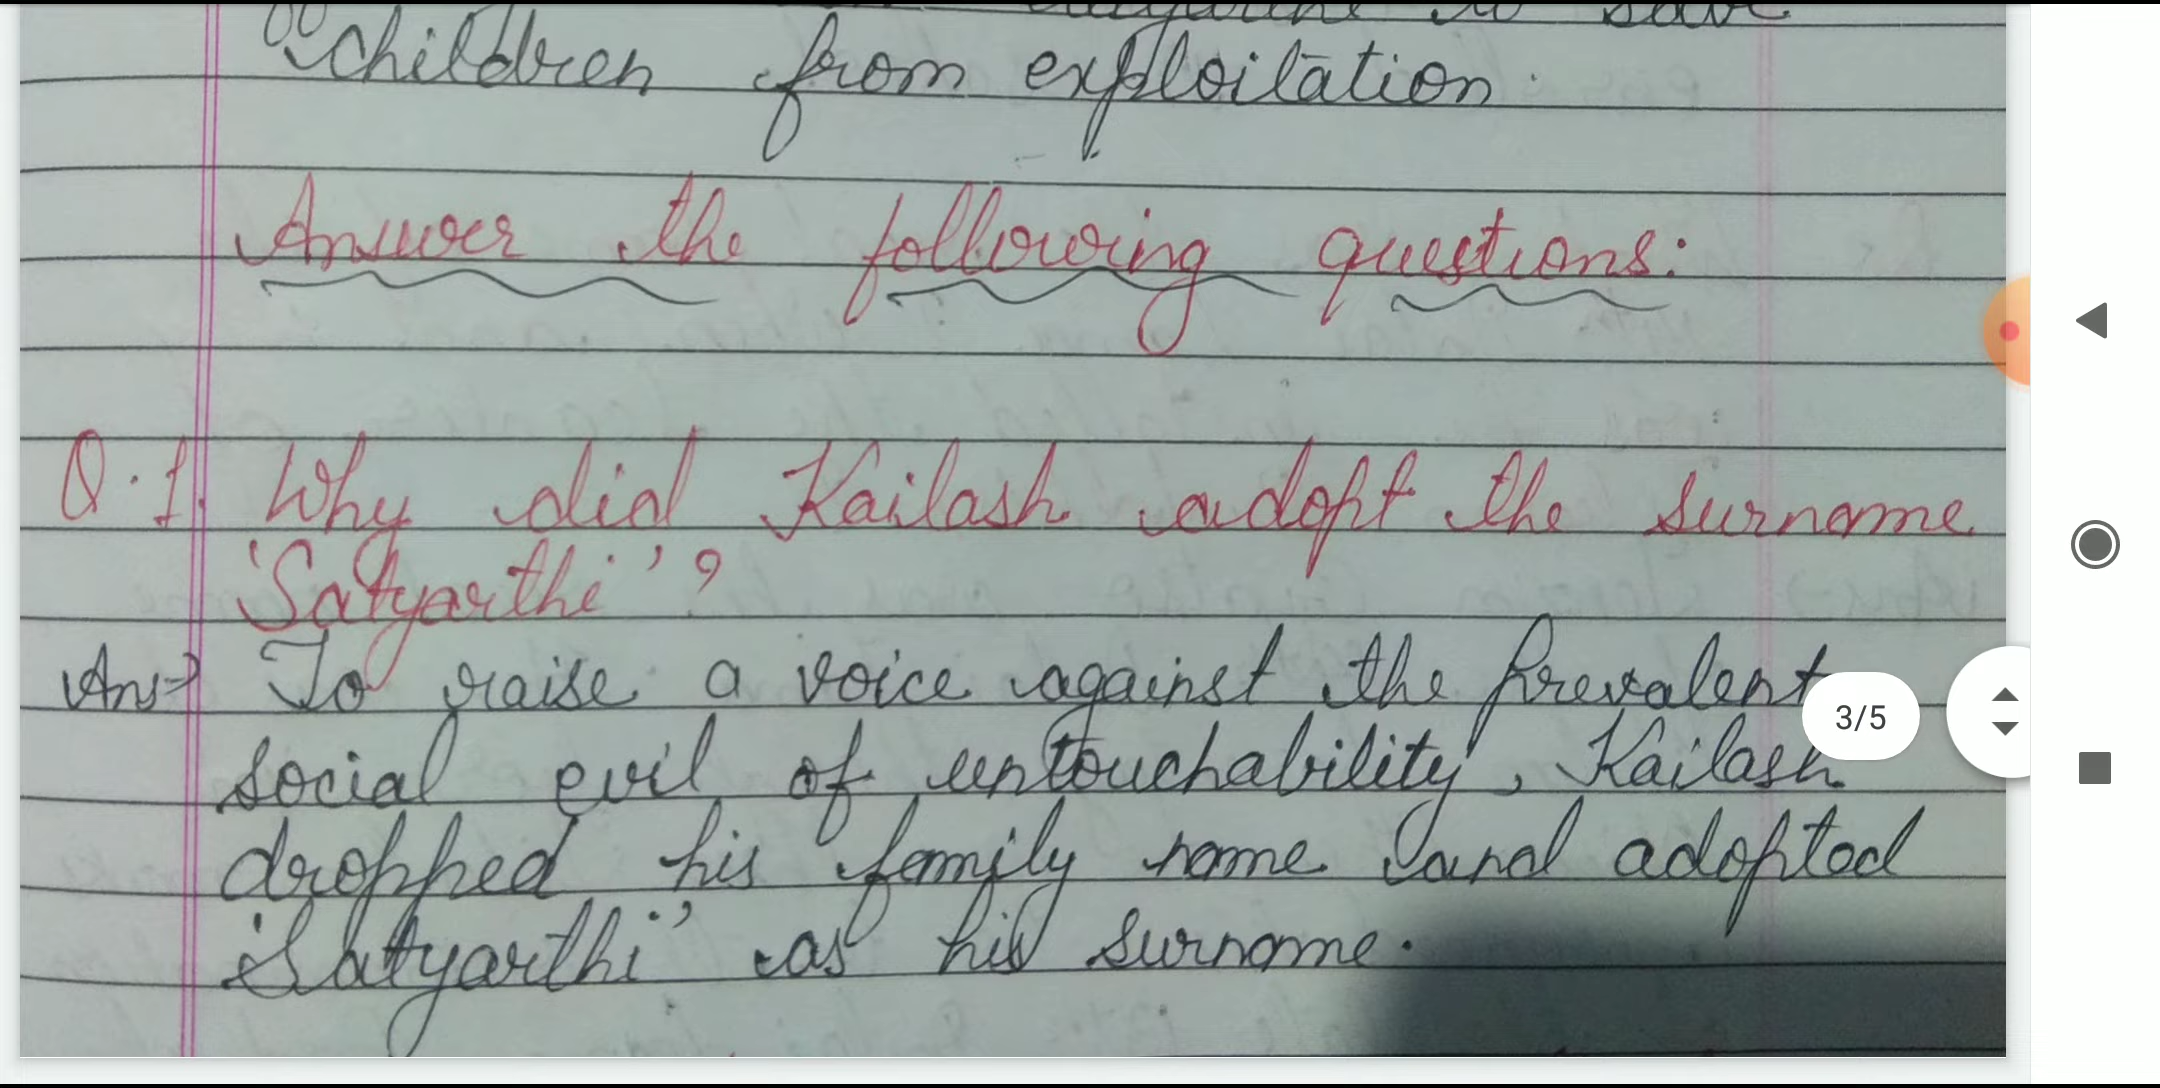 to save
children from exploitation.
Answer the following questions:
Q.1. Why did Kailash adopt the surname
'Satyarthi'?
Ans→ To raise a voice against the prevalent
social evil of untouchability, Kailash
dropped his family name and adopted
'Satyarthi' as his surname.
3/5